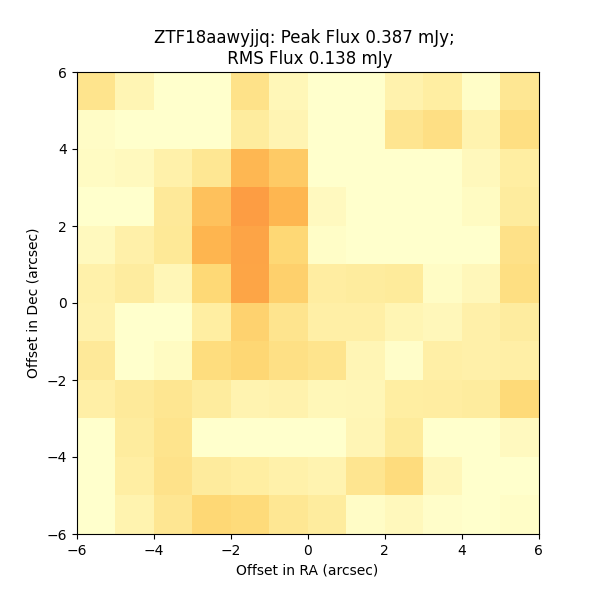 ZTF18aawyjjq: Peak Flux 0.387 mJy;
RMS Flux 0.138 mJy
6
4
2
0
−2
−4
−6
Offset in Dec (arcsec)
−6 −4 −2 0 2 4 6
Offset in RA (arcsec)